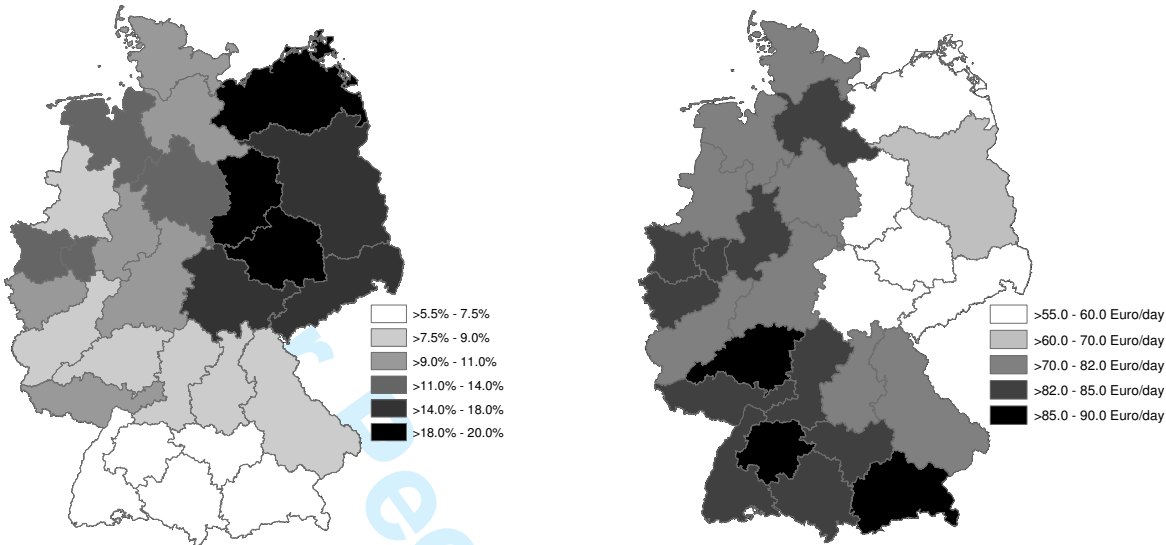 >5.5% - 7.5%
>7.5% - 9.0%
>9.0% - 11.0%
>11.0% - 14.0%
>14.0% - 18.0%
>18.0% - 20.0%
>55.0 - 60.0 Euro/day
>60.0 - 70.0 Euro/day
>70.0 - 82.0 Euro/day
>82.0 - 85.0 Euro/day
>85.0 - 90.0 Euro/day